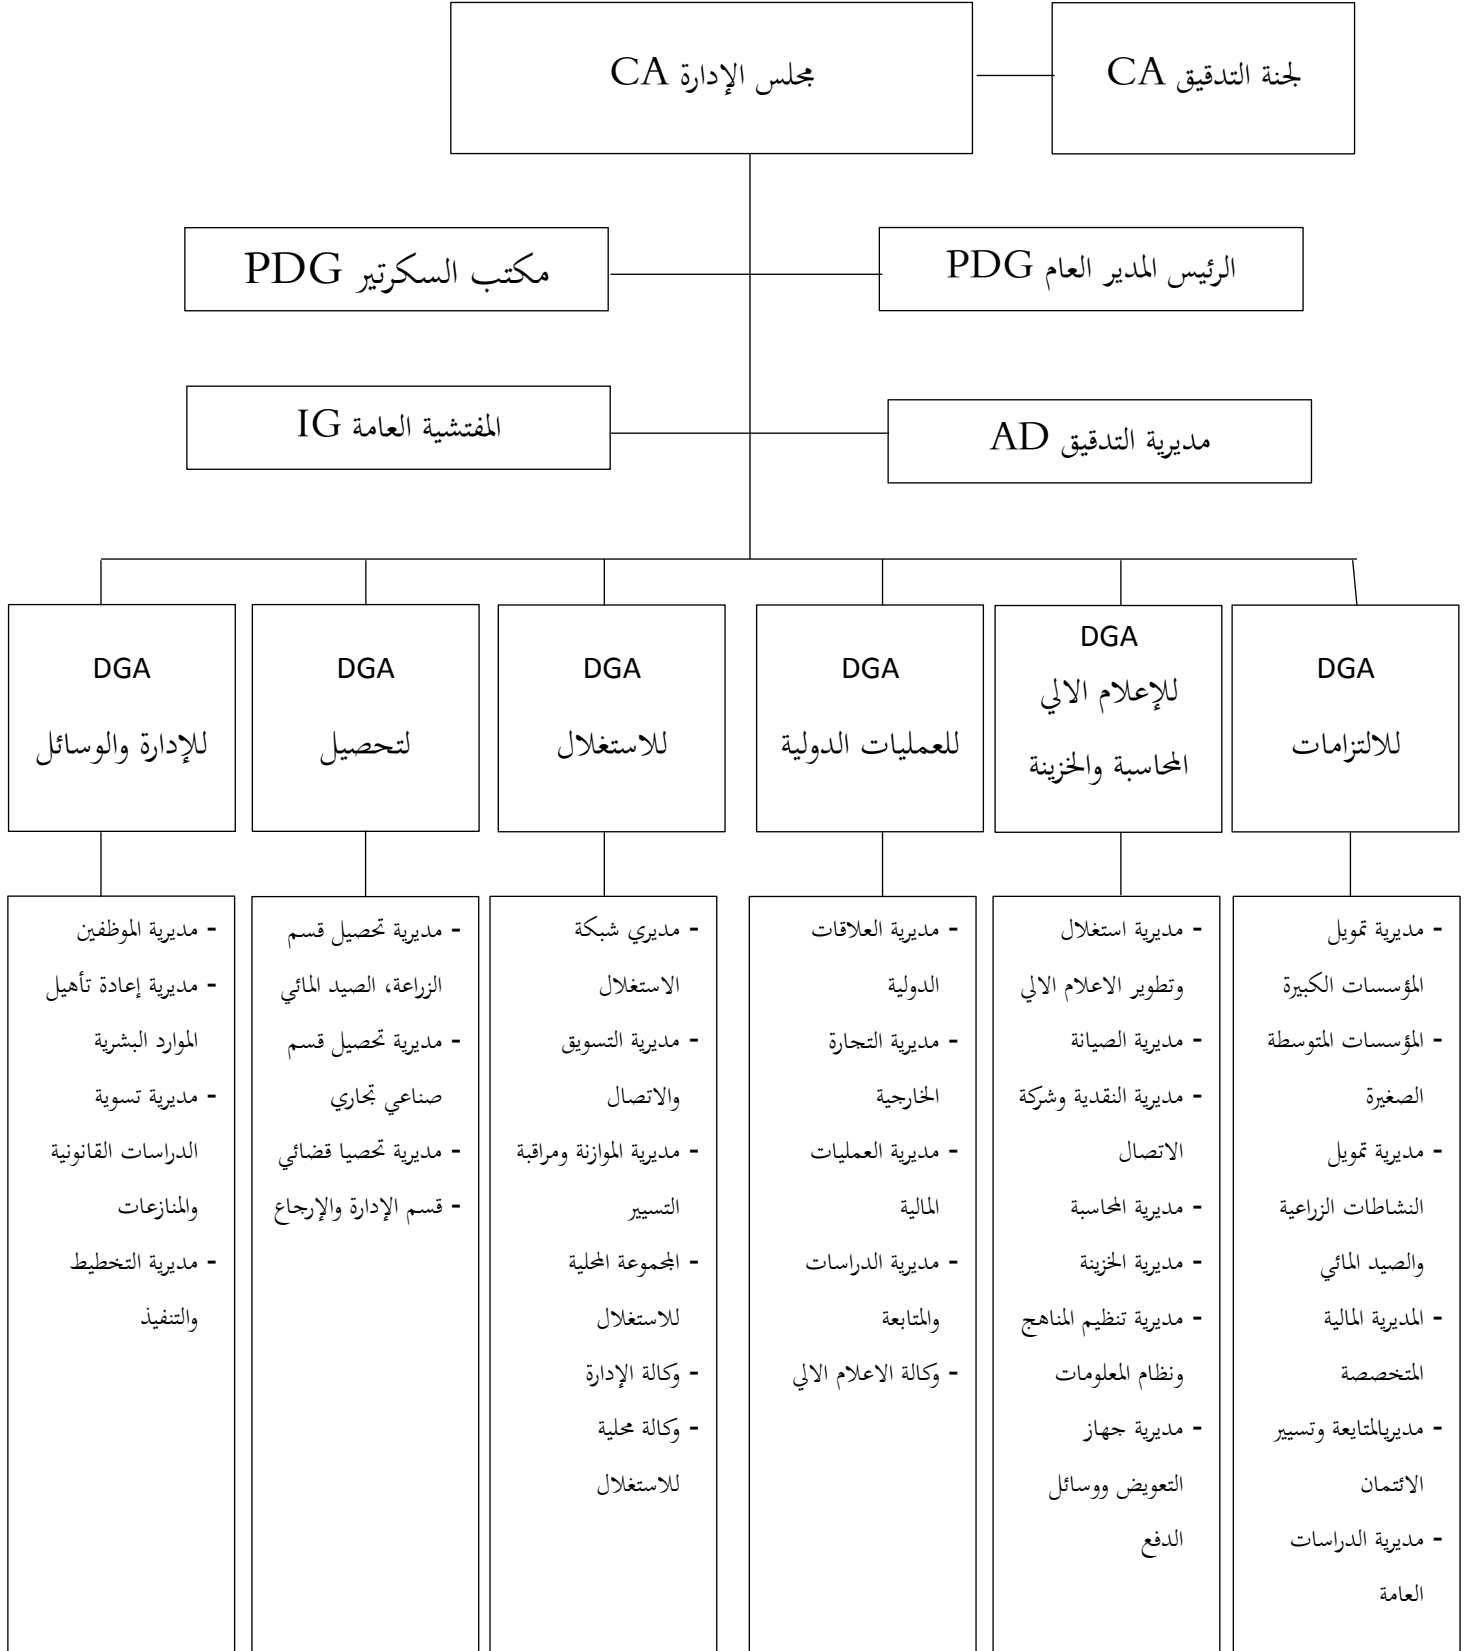 لجنة التدقيق CA
مجلس الإدارة CA
الرئيس المدير العام PDG
مكتب السكرتير PDG
مديرية التدقيق AD
المفتشية العامة IG
DGA
للالتزامات
DGA
للإعلام الالي
المحاسبة والخزينة
DGA
للعمليات الدولية
DGA
للاستغلال
DGA
لتحصيل
DGA
للإدارة والوسائل
- مديرية تمويل
المؤسسات الكبيرة
- المؤسسات المتوسطة
الصغيرة
- مديرية تمويل
النشاطات الزراعية
والصيد المائي
- المديرية المالية
المتخصصة
- مديريالمتايعة وتسيير
الائتمان
- مديرية الدراسات
العامة
- مديرية استغلال
وتطوير الاعلام الالي
- مديرية الصيانة
- مديرية النقدية وشركة
الاتصال
- مديرية المحاسبة
- مديرية الخزينة
- مديرية تنظيم المناهج
ونظام المعلومات
- مديرية جهاز
التعويض ووسائل
الدفع
- مديرية العلاقات
الدولية
- مديرية التجارة
الخارجية
- مديرية العمليات
المالية
- مديرية الدراسات
والمتابعة
- وكالة الاعلام الالي
- مديري شبكة
الاستغلال
- مديرية التسويق
والاتصال
- مديرية الموازنة ومراقبة
التسيير
- المجموعة المحلية
للاستغلال
- وكالة الإدارة
- وكالة محلية
للاستغلال
- مديرية تحصيل قسم
الزراعة، الصيد المائي
- مديرية تحصيل قسم
صناعي تجاري
- مديرية تحصيا قضائي
- قسم الإدارة والإرجاع
- مديرية الموظفين
- مديرية إعادة تأهيل
الموارد البشرية
- مديرية تسوية
الدراسات القانونية
والمنازعات
- مديرية التخطيط
والتنفيذ